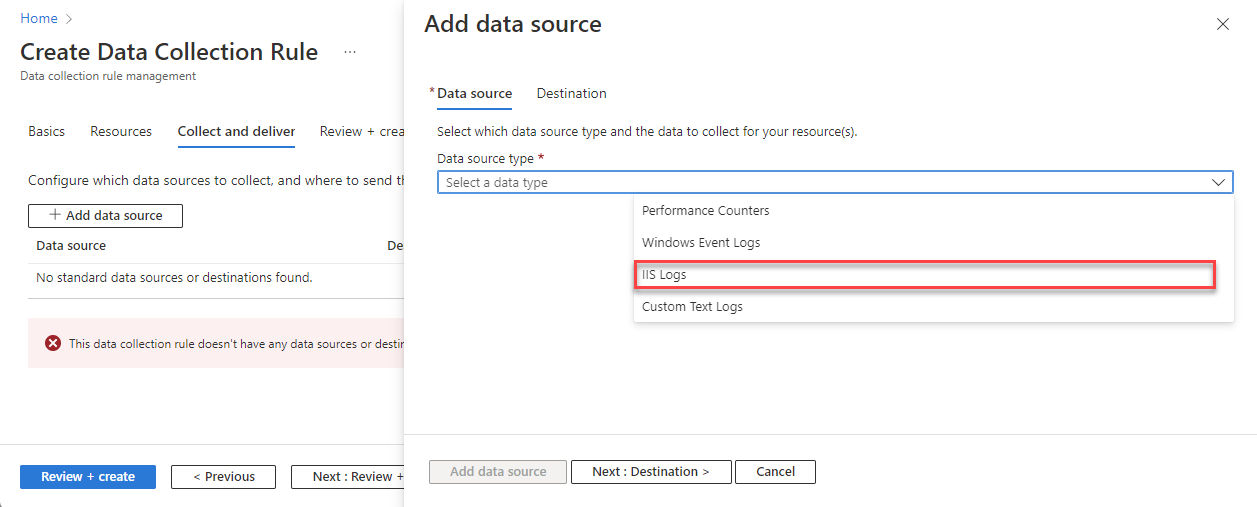 Home >
Create Data Collection Rule ...
Data collection rule management
Basics Resources Collect and deliver Review + crea
Configure which data sources to collect, and where to send th
+ Add data source
Data source De
No standard data sources or destinations found.
This data collection rule doesn't have any data sources or destin
Review + create < Previous Next : Review +
Add data source
* Data source Destination
Select which data source type and the data to collect for your resource(s).
Data source type *
Select a data type
Performance Counters
Windows Event Logs
IIS Logs
Custom Text Logs
Add data source Next : Destination > Cancel